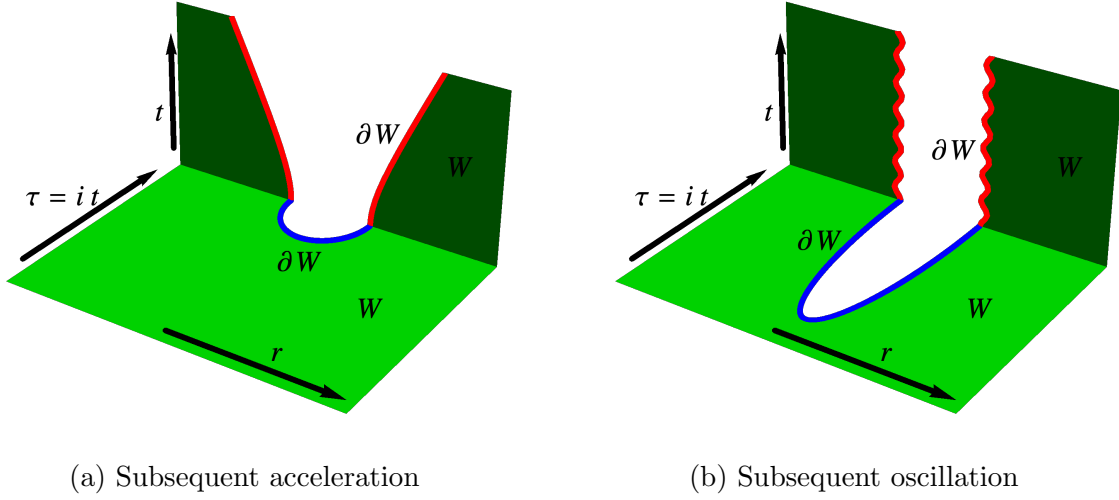 t
τ = i t
∂W
W
∂W
W
r
(a) Subsequent acceleration
t
τ = i t
∂W
W
∂W
W
r
(b) Subsequent oscillation